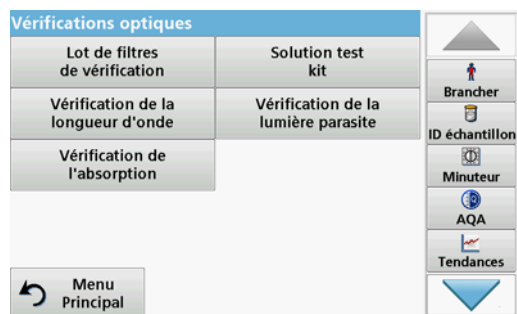 Vérifications optiques
Lot de filtres
de vérification
Solution test
kit
Vérification de la
longueur d'onde
Vérification de la
lumière parasite
Vérification de
l'absorption
Menu
Principal
Brancher
ID échantillon
Minuteur
AQA
Tendances